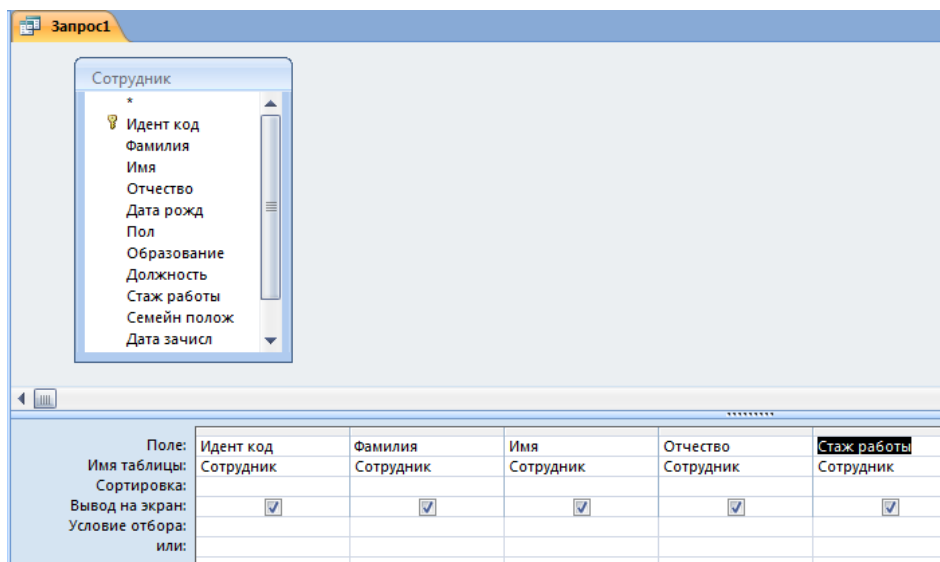 Запрос1
Сотрудник
*
Идент код
Фамилия
Имя
Отчество
Дата рожд
Пол
Образование
Должность
Стаж работы
Семейн полож
Дата зачисл
Поле: Идент код Фамилия Имя Отчество Стаж работы
Имя таблицы: Сотрудник Сотрудник Сотрудник Сотрудник Сотрудник
Сортировка:
Вывод на экран:
Условие отбора:
или: